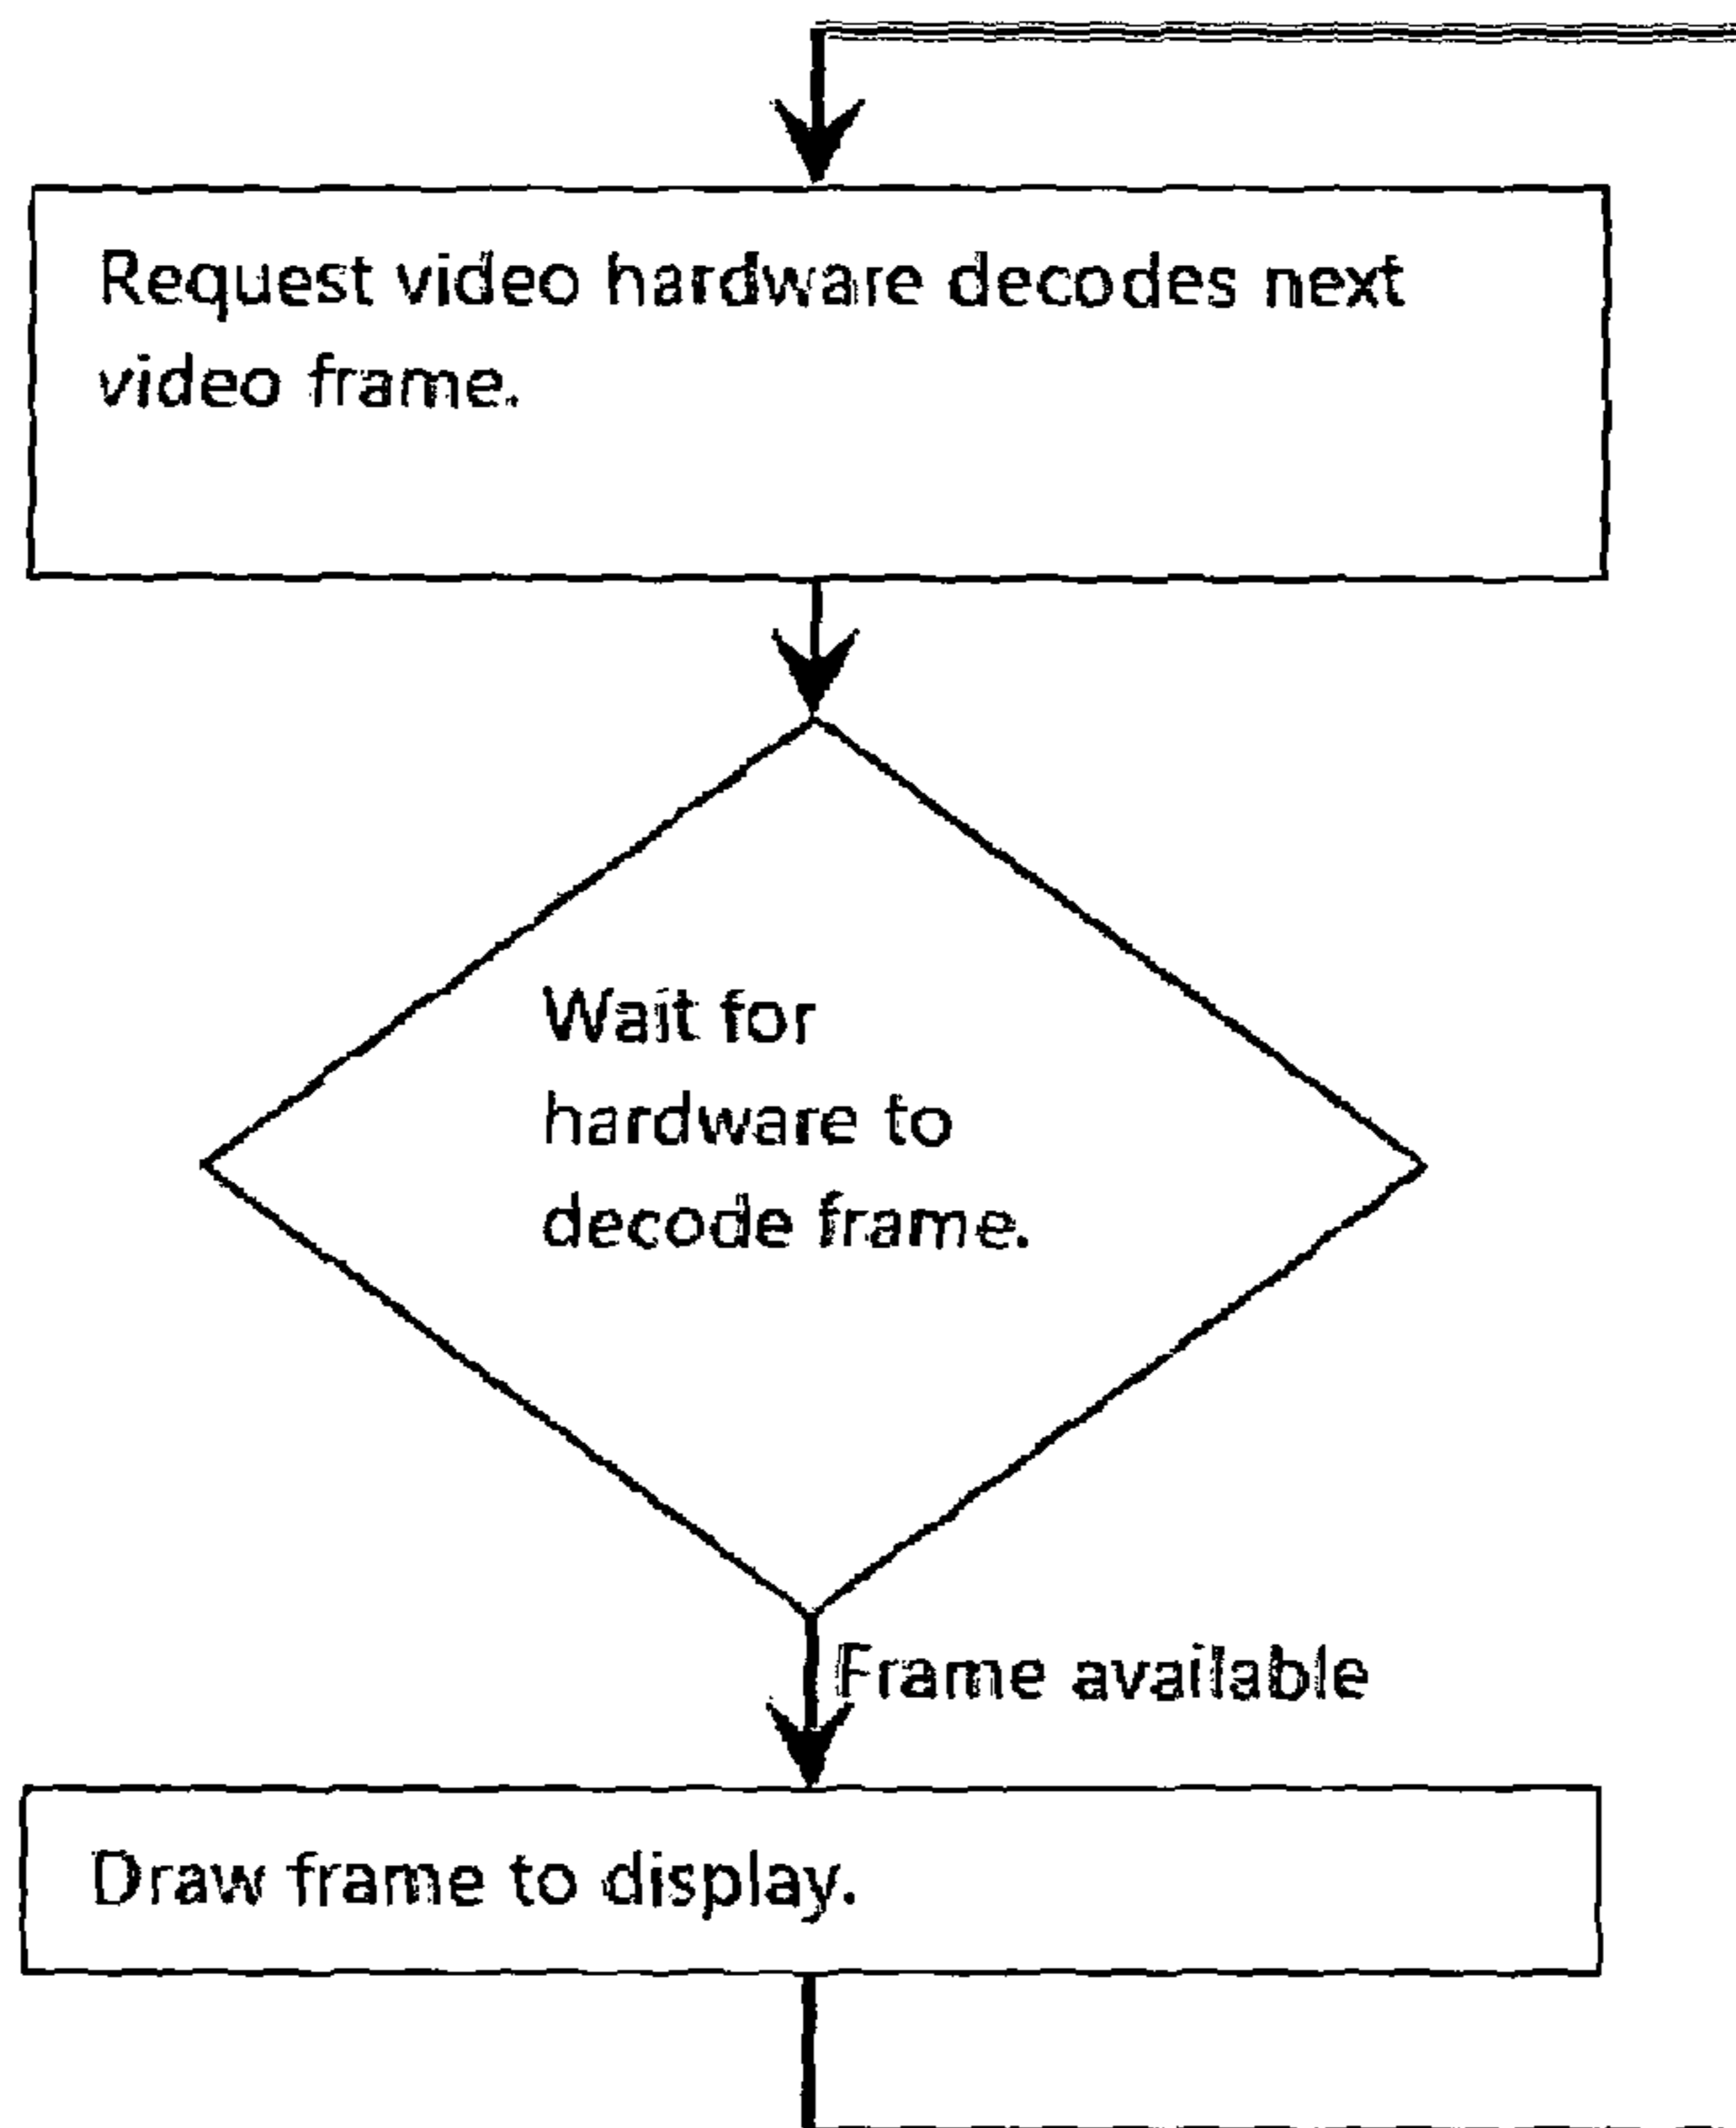 Request video hardware decodes next
video frame.
Wait for
hardware to
decode frame.
Frame available
Draw frame to display.